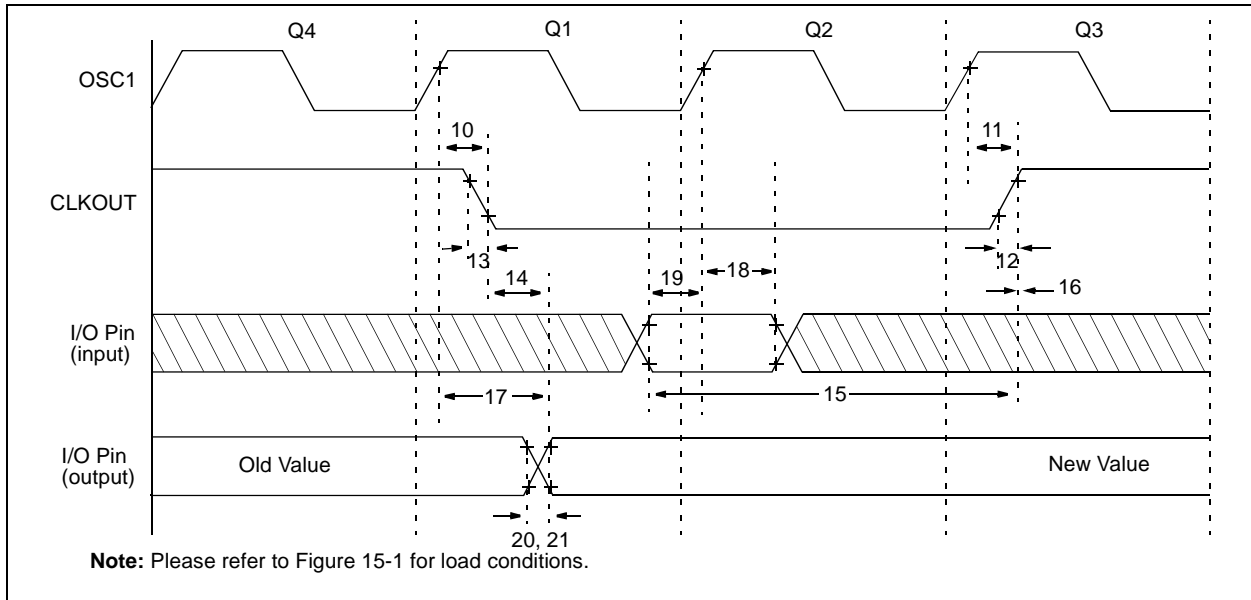 Q4 Q1 Q2 Q3
OSC1
10 11
CLKOUT
13 12
14 19 18 16
I/O Pin
(input)
17 15
I/O Pin
(output)
Old Value New Value
20, 21
Note: Please refer to Figure 15-1 for load conditions.